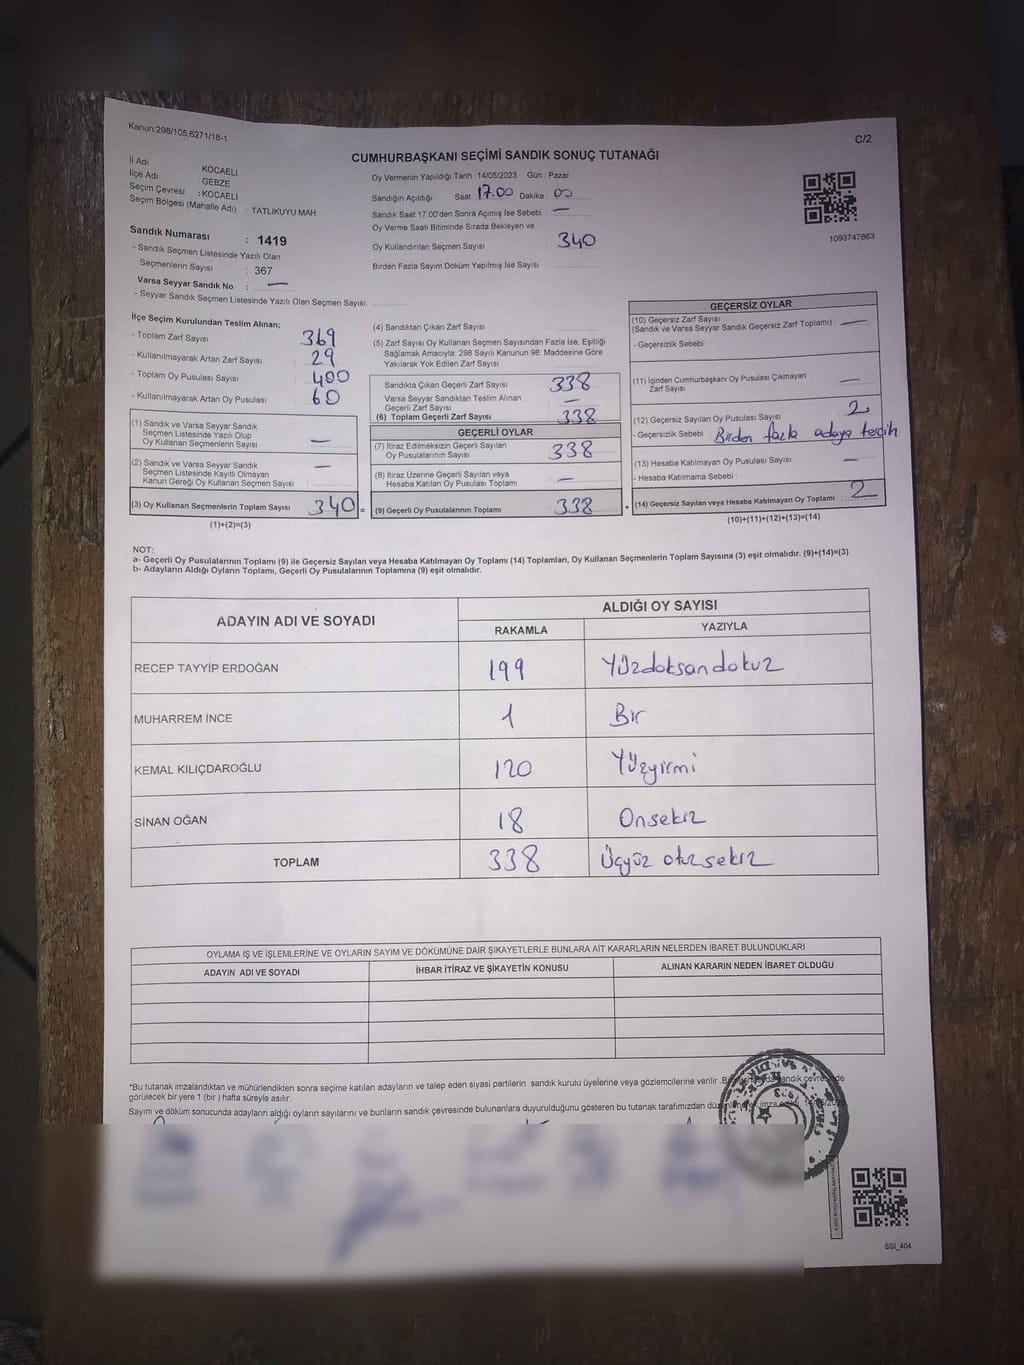 Kanun:298/105,6271/18-1
C/2
CUMHURBAŞKANI SEÇİMİ SANDIK SONUÇ TUTANAĞI
İl Adı : KOCAELİ
İlçe Adı : GEBZE
Seçim Çevresi : KOCAELİ
Seçim Bölgesi (Mahalle Adı) : TATLIKUYU MAH.
Sandık Numarası : 1419
- Sandık Seçmen Listesinde Yazılı Olan
Seçmenlerin Sayısı : 367
Varsa Seyyar Sandık No : —
- Seyyar Sandık Seçmen Listesinde Yazılı Olan Seçmen Sayısı:
Oy Vermenin Yapıldığı Tarih :14/05/2023 Gün : Pazar
Sandığın Açıldığı Saat 17.00 Dakika 00
Sandık Saat 17:00'den Sonra Açımış İse Sebebi : —
Oy Verme Saati Bitiminde Sırada Bekleyen ve
Oy Kullandırılan Seçmen Sayısı : 340
Birden Fazla Sayım Döküm Yapılmış İse Sayısı :
1093747863
İlçe Seçim Kurulundan Teslim Alınan;
- Toplam Zarf Sayısı : 369
- Kullanılmayarak Artan Zarf Sayısı : 29
- Toplam Oy Pusulası Sayısı : 400
- Kullanılmayarak Artan Oy Pusulası : 60
(1) Sandık ve Varsa Seyyar Sandık
Seçmen Listesinde Yazılı Olup
Oy Kullanan Seçmenlerin Sayısı : —
(2) Sandık ve Varsa Seyyar Sandık
Seçmen Listesinde Kayıtlı Olmayan
Kanun Gereği Oy Kullanan Seçmen Sayısı : —
(3) Oy Kullanan Seçmenlerin Toplam Sayısı : 340 =
(1)+(2)=(3)
(4) Sandıktan Çıkan Zarf Sayısı :
(5) Zarf Sayısı Oy Kullanan Seçmen Sayısından Fazla İse, Eşitliği
Sağlamak Amacıyla; 298 Sayılı Kanunun 98. Maddesine Göre
Yakılarak Yok Edilen Zarf Sayısı :
Sandıkta Çıkan Geçerli Zarf Sayısı : 338
Varsa Seyyar Sandıktan Teslim Alınan
Geçerli Zarf Sayısı : —
(6) Toplam Geçerli Zarf Sayısı : 338
GEÇERLİ OYLAR
(7) İtiraz Edilmeksizin Geçerli Sayılan
Oy Pusulalarının Sayısı : 338
(8) İtiraz Üzerine Geçerli Sayılan veya
Hesaba Katılan Oy Pusulası Toplamı : —
(9) Geçerli Oy Pusulalarının Toplamı : 338 +
GEÇERSİZ OYLAR
(10) Geçersiz Zarf Sayısı
(Sandık ve Varsa Seyyar Sandık Geçersiz Zarf Toplamı) : —
- Geçersizlik Sebebi :
(11) İçinden Cumhurbaşkanı Oy Pusulası Çıkmayan
Zarf Sayısı : —
(12) Geçersiz Sayılan Oy Pusulası Sayısı : 2
- Geçersizlik Sebebi : Birden fazla adaya tercih
(13) Hesaba Katılmayan Oy Pusulası Sayısı : —
- Hesaba Katılmama Sebebi :
(14) Geçersiz Sayılan veya Hesaba Katılmayan Oy Toplamı : 2
(10)+(11)+(12)+(13)=(14)
NOT:
a- Geçerli Oy Pusulalarının Toplamı (9) ile Geçersiz Sayılan veya Hesaba Katılmayan Oy Toplamı (14) Toplamları, Oy Kullanan Seçmenlerin Toplam Sayısına (3) eşit olmalıdır. (9)+(14)=(3)
b- Adayların Aldığı Oyların Toplamı, Geçerli Oy Pusulalarının Toplamına (9) eşit olmalıdır.
ADAYIN ADI VE SOYADI
ALDIĞI OY SAYISI
RAKAMLA YAZIYLA
RECEP TAYYİP ERDOĞAN 199 Yüzdoksandokuz
MUHARREM İNCE 1 Bir
KEMAL KILIÇDAROĞLU 120 Yüzyirmi
SİNAN OĞAN 18 Onsekiz
TOPLAM 338 Üçyüz otuzsekiz
OYLAMA İŞ VE İŞLEMLERİNE VE OYLARIN SAYIM VE DÖKÜMÜNE DAİR ŞİKAYETLERLE BUNLARA AİT KARARLARIN NELERDEN İBARET BULUNDUKLARI
ADAYIN ADI VE SOYADI İHBAR İTİRAZ VE ŞİKAYETİN KONUSU ALINAN KARARIN NEDEN İBARET OLDUĞU
*Bu tutanak imzalandıktan ve mühürlendikten sonra seçime katılan adayların ve talep eden siyasi partilerin sandık kurulu üyelerine veya gözlemcilerine verilir. sandık çevresinde
görülecek bir yere 1 (bir ) hafta süreyle asılır.
Sayım ve döküm sonucunda adayların aldığı oyların sayılarını ve bunların sandık çevresinde bulunanlara duyurulduğunu gösteren bu tutanak tarafımızdan
SSİ_404